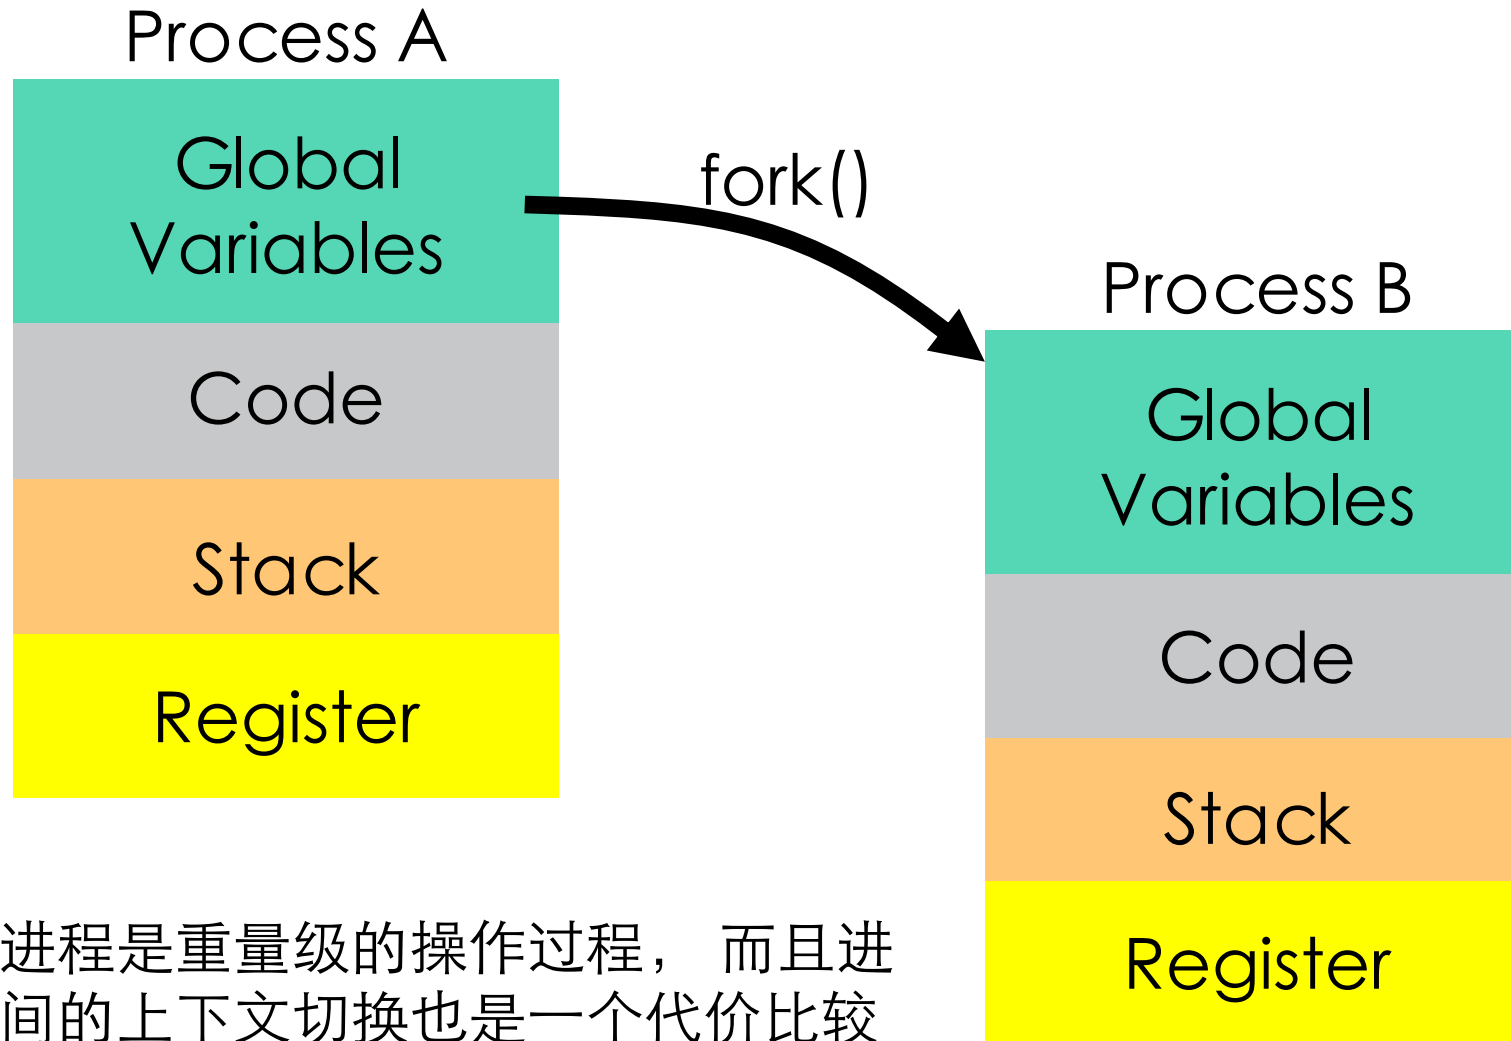 Process A
Global
Variables
Code
Stack
Register
fork()
Process B
Global
Variables
Code
Stack
Register
进程是重量级的操作过程， 而且进
间的上下文切换也是一个代价比较